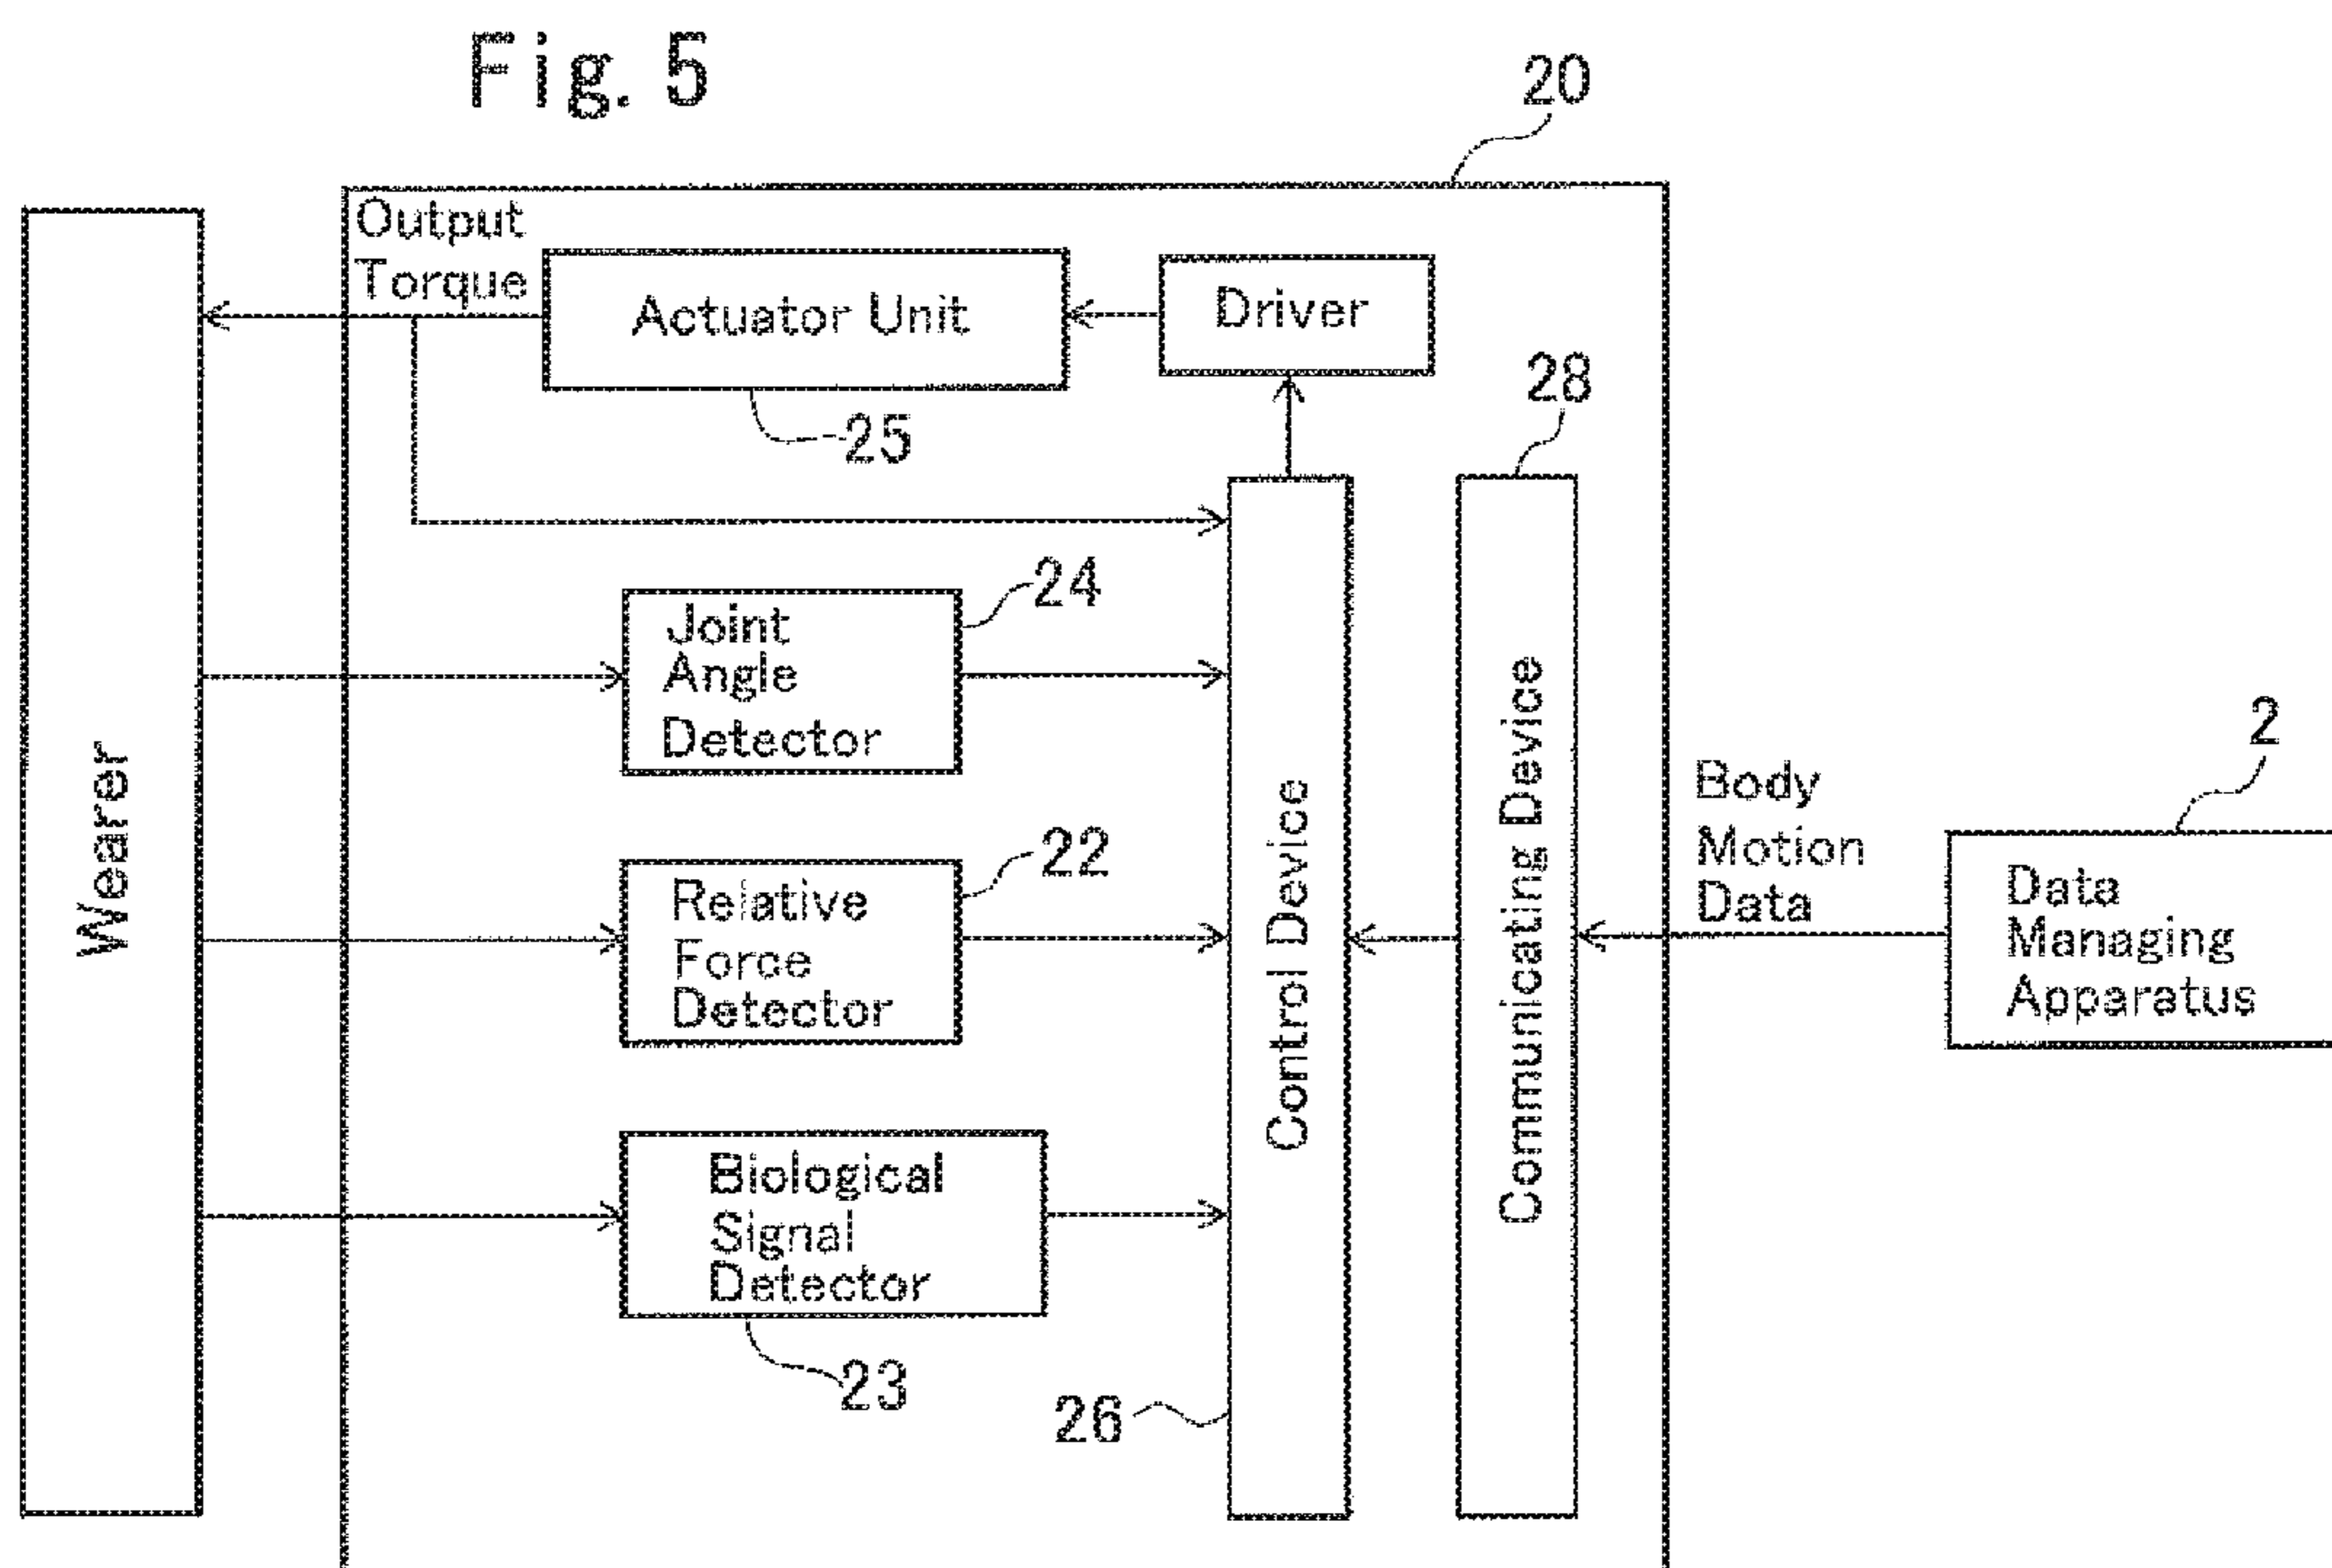 Fig. 5
20
Output
Torque
Actuator Unit
Driver
25
28
Joint
Angle
Detector
24
Relative
Force
Detector
22
Biological
Signal
Detector
23
26
Wearer
Control Device
Communicating Device
Body
Motion
Data
2
Data
Managing
Apparatus